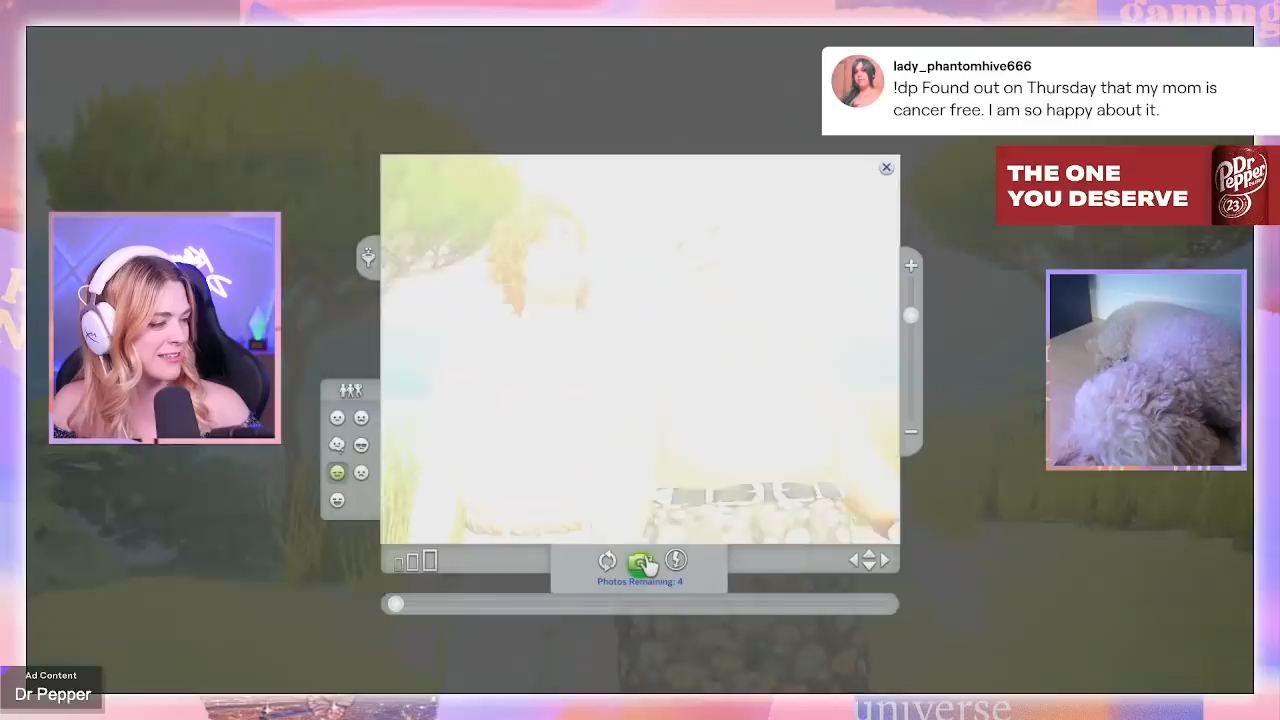 gaming
lady_phantomhive666
!dp Found out on Thursday that my mom is
cancer free. I am so happy about it.
THE ONE
YOU DESERVE
Dr Pepper
23
Photos Remaining: 4
Ad Content
Dr Pepper
universe